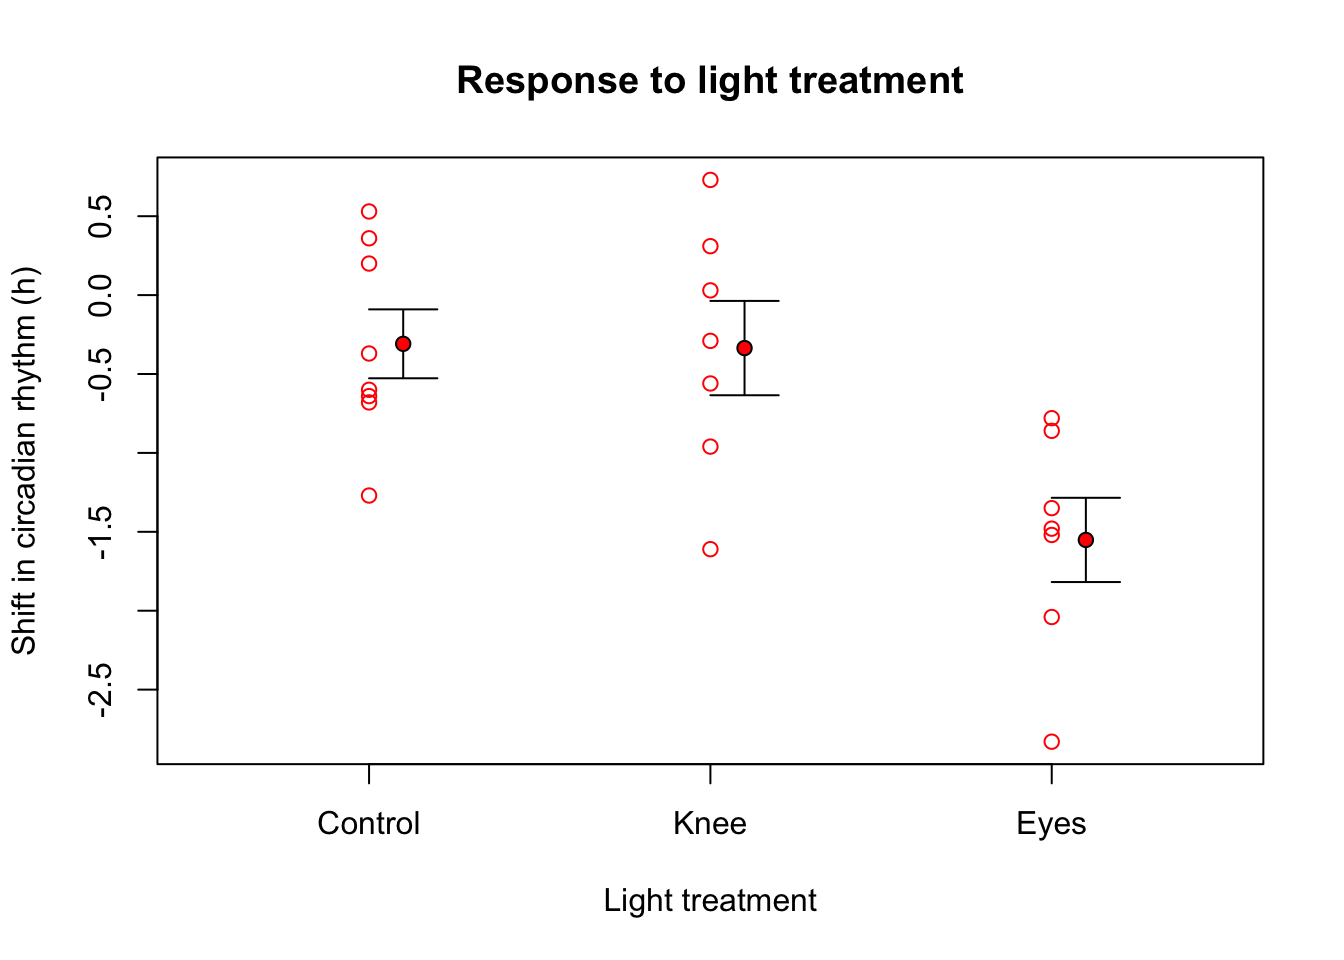 Response to light treatment
Shift in circadian rhythm (h)
0.5
0.0
-0.5
-1.5
-2.5
Control Knee Eyes
Light treatment